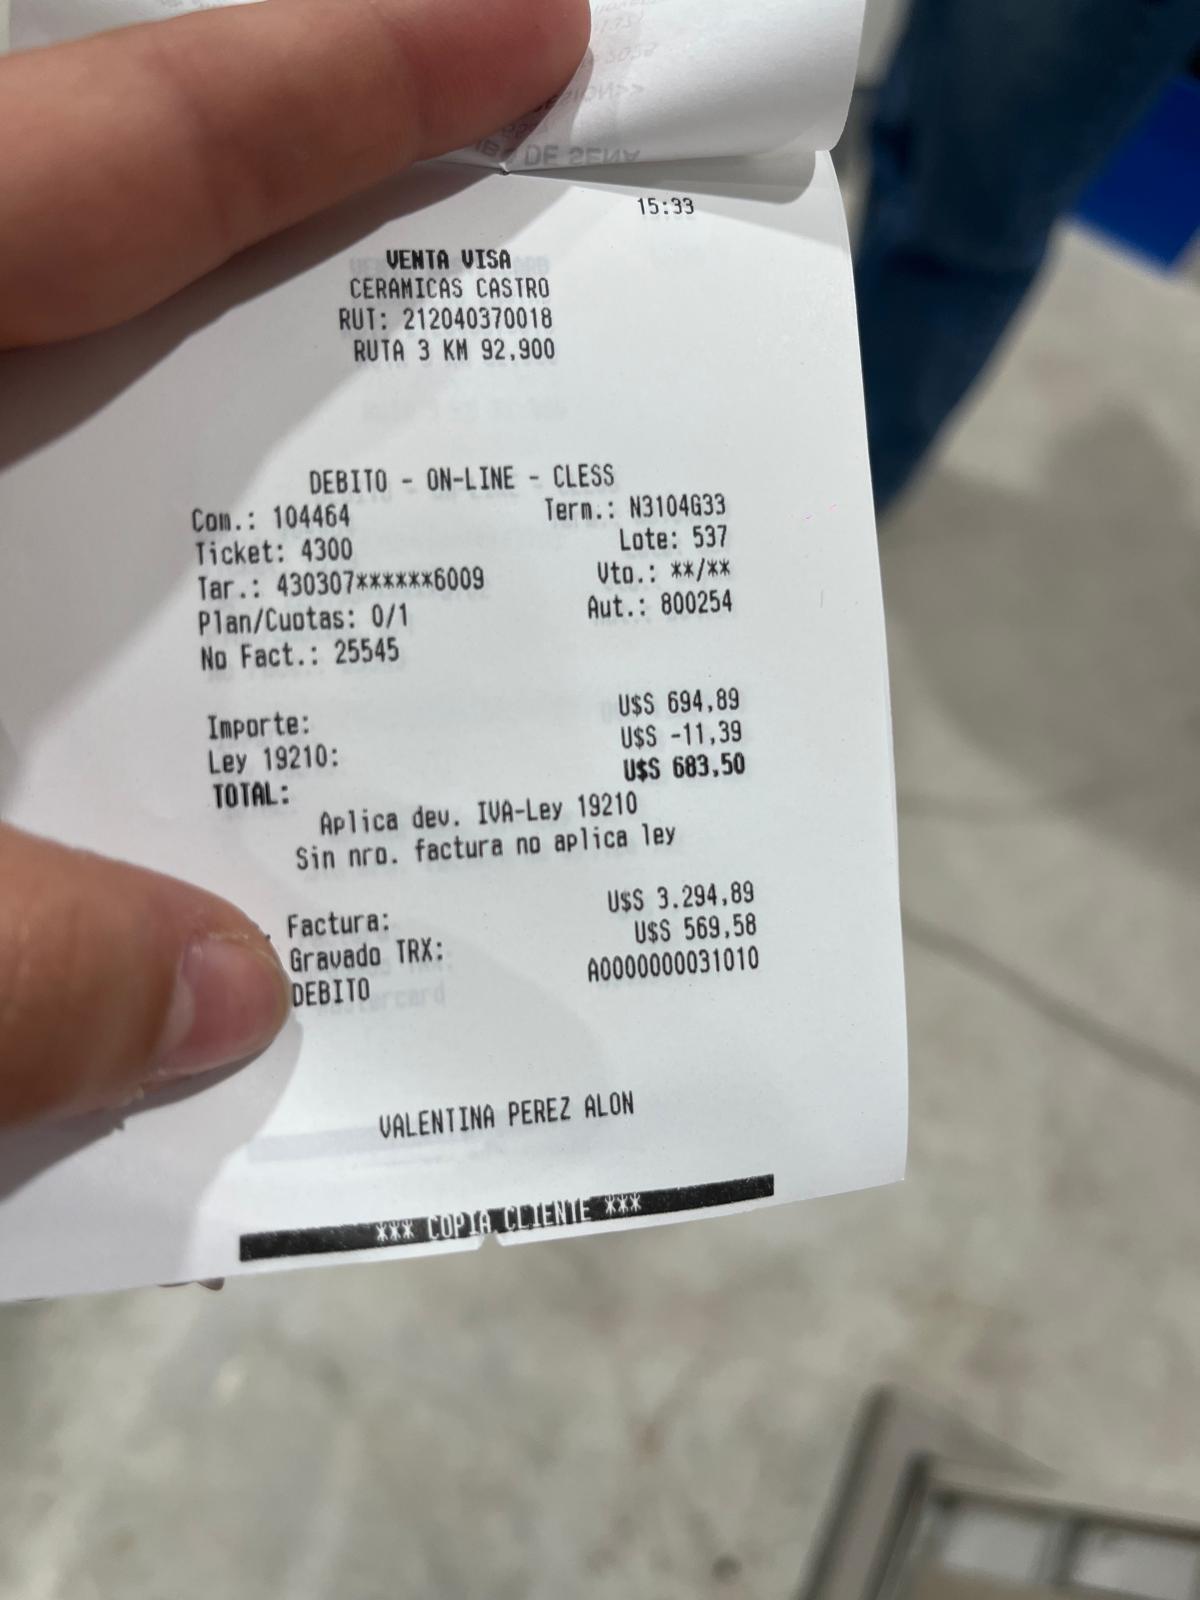 15:33
VENTA VISA
CERAMICAS CASTRO
RUT: 212040370018
RUTA 3 KM 92,900
DEBITO - ON-LINE - CLESS
Com.: 104464 Term.: N3104G33
Ticket: 4300 Lote: 537
Tar.: 430307******6009 Vto.: **/**
Plan/Cuotas: 0/1 Aut.: 800254
No Fact.: 25545
Importe: U$S 694,89
Ley 19210: U$S -11,39
TOTAL: U$S 683,50
Aplica dev. IVA-Ley 19210
Sin nro. factura no aplica ley
Factura: U$S 3.294,89
Gravado TRX: U$S 569,58
DEBITO A0000000031010
VALENTINA PEREZ ALON
*** COPIA CLIENTE ***